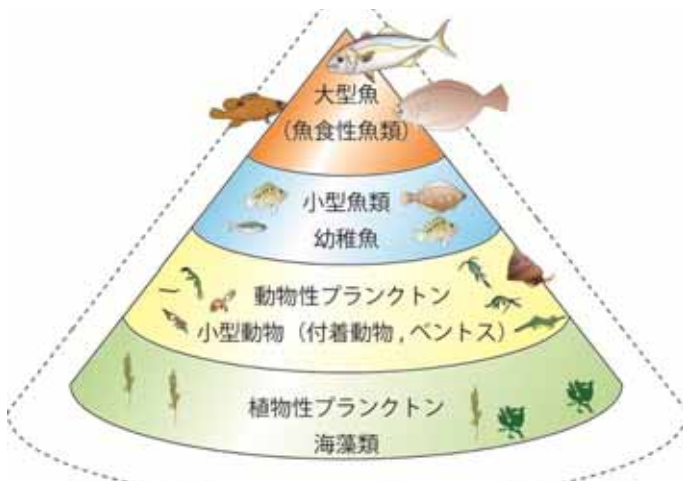 大型魚
(魚食性魚類)
小型魚類
幼稚魚
動物性プランクトン
小型動物(付着動物,ベントス)
植物性プランクトン
海藻類